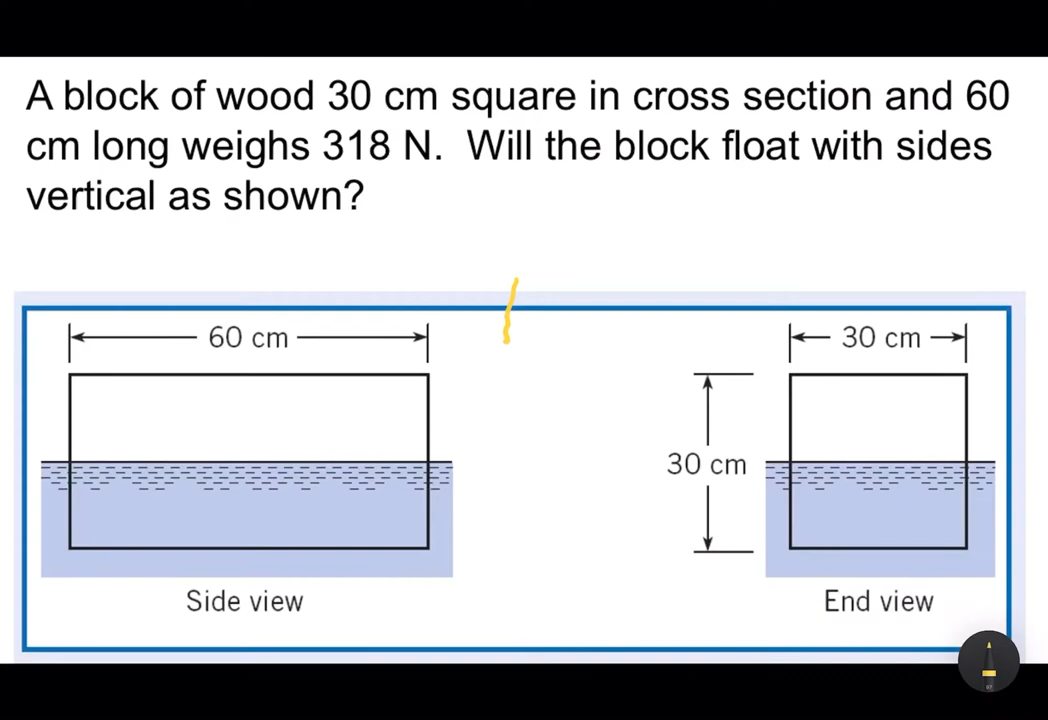 A block of wood 30 cm square in cross section and 60
cm long weighs 318 N.  Will the block float with sides
vertical as shown?
60 cm
30 cm
30 cm
Side view
End view
97